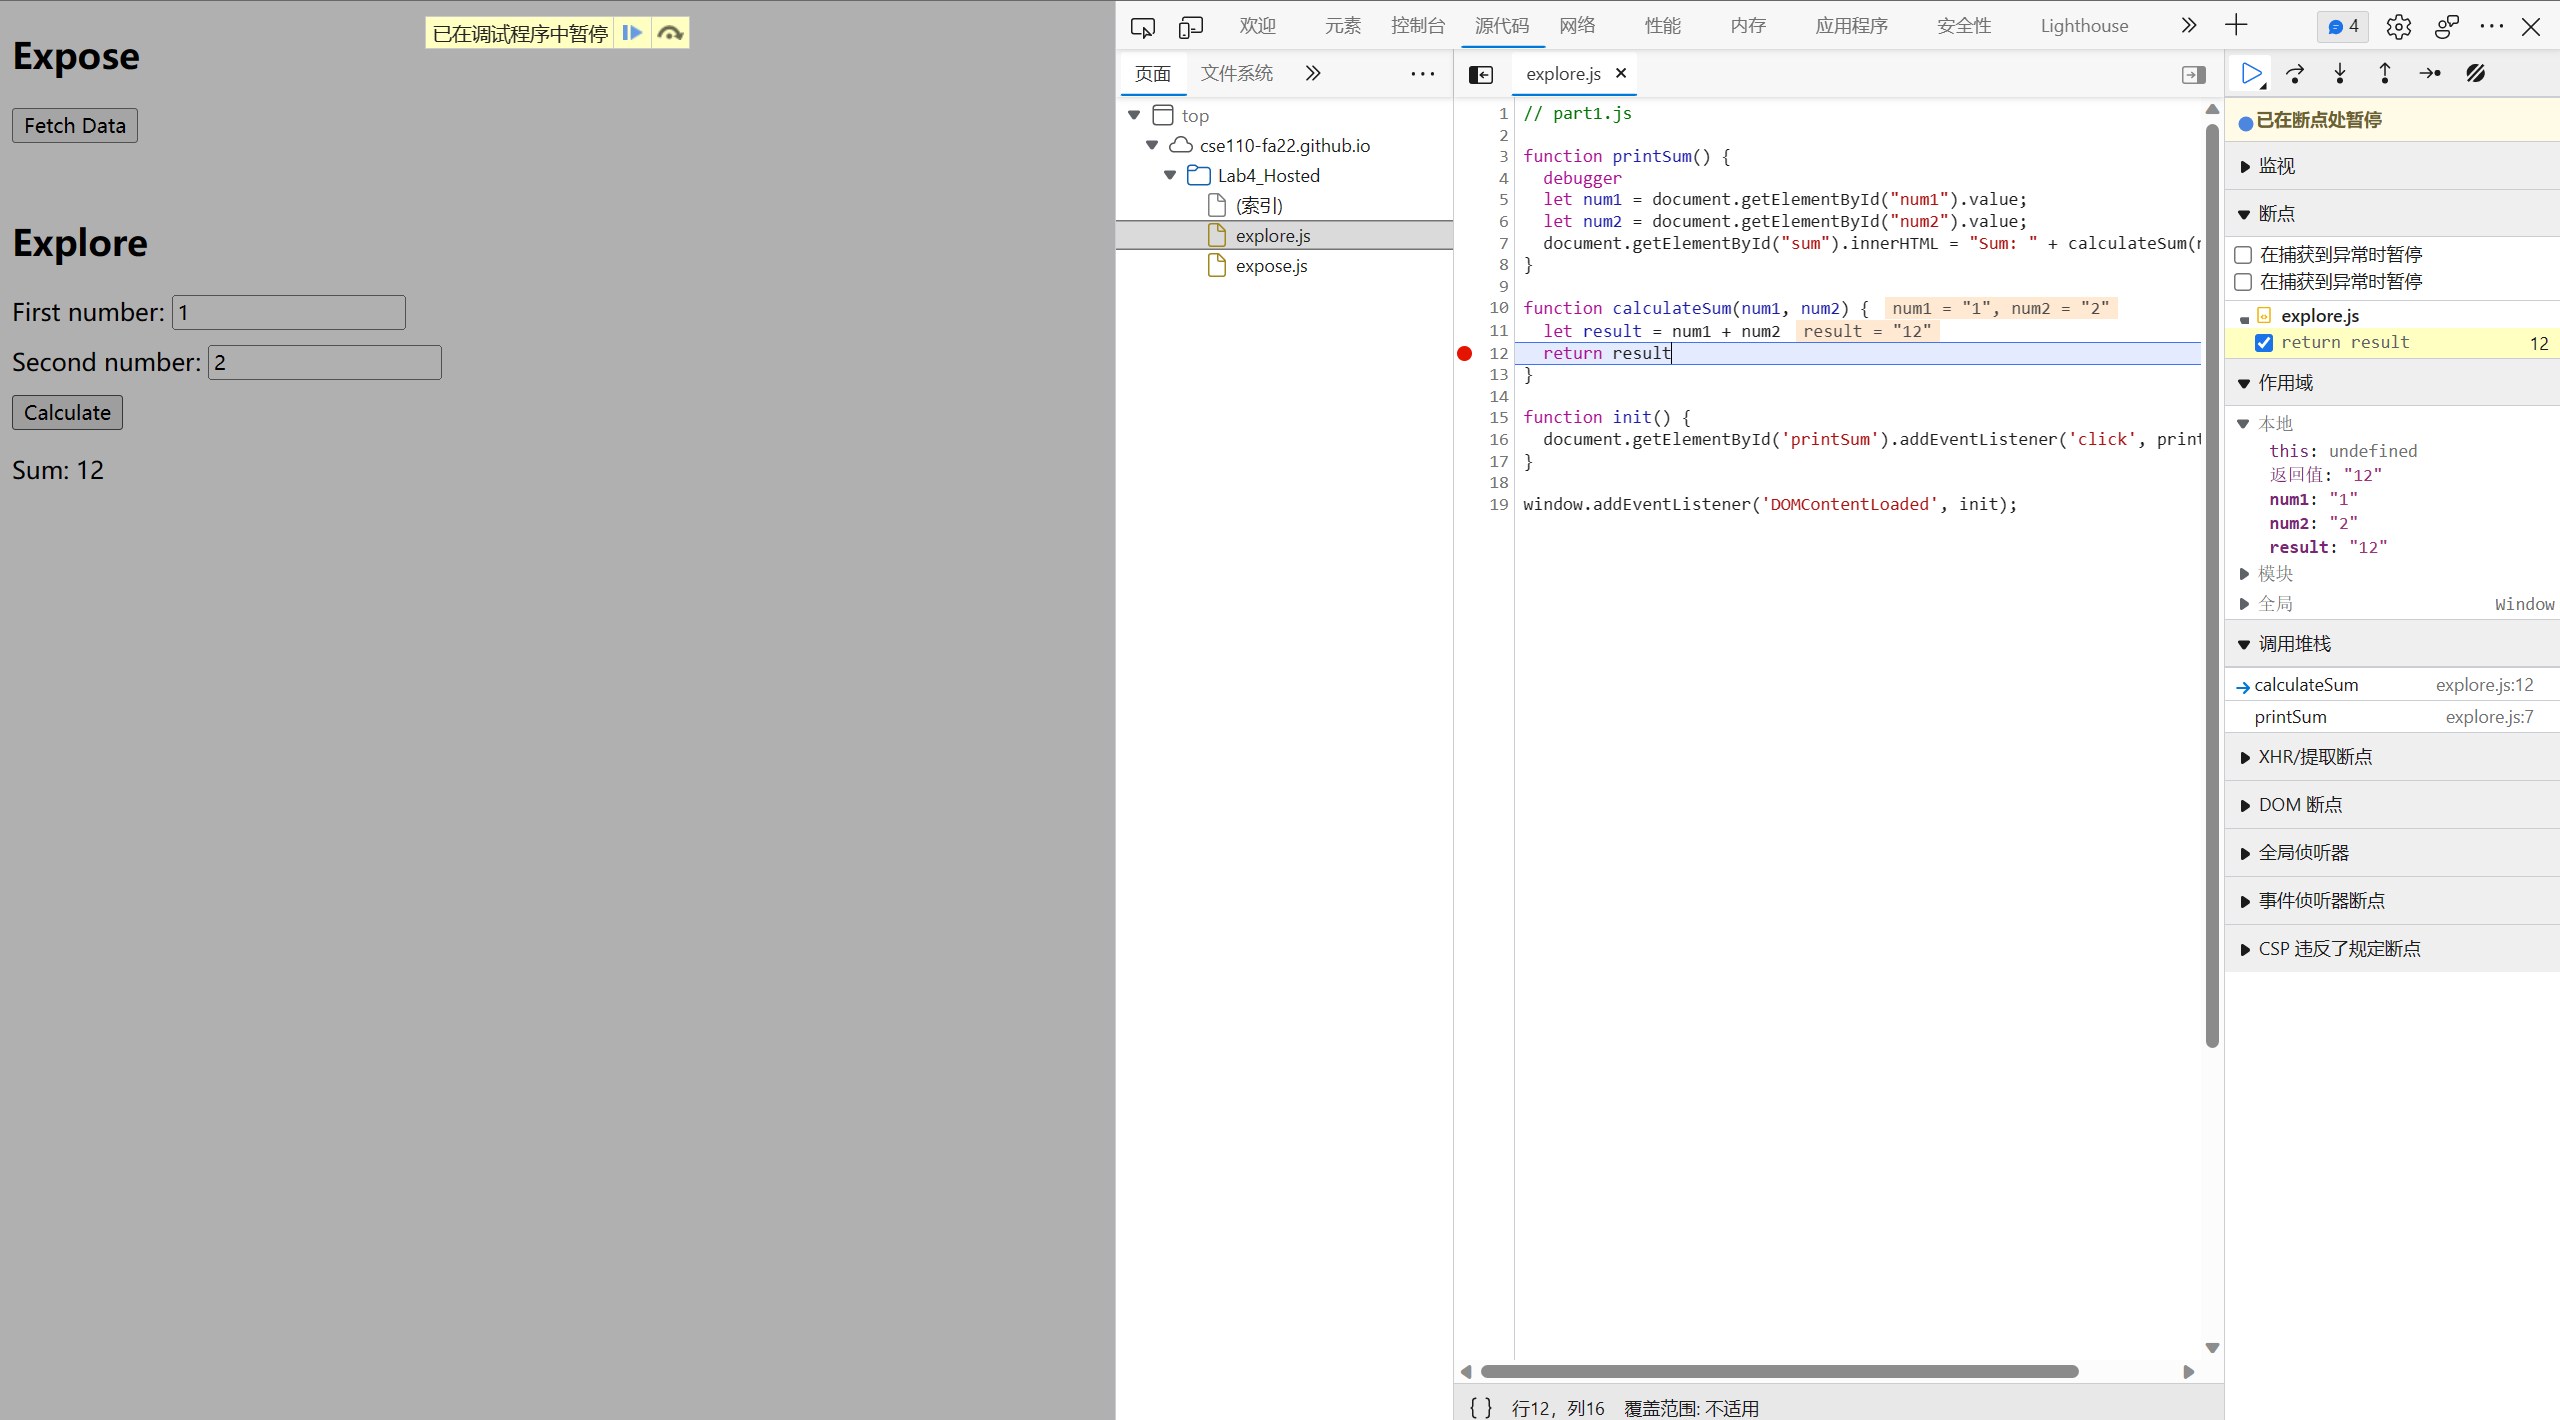 已在调试程序中暂停
Expose
Fetch Data
Explore
First number: 1
Second number: 2
Calculate
Sum: 12
欢迎 元素 控制台 源代码 网络 性能 内存 应用程序 安全性 Lighthouse 4
页面 文件系统
top
cse110-fa22.github.io
Lab4_Hosted
(索引)
explore.js
expose.js
explore.js
1 // part1.js
2
3 function printSum() {
4 debugger
5 let num1 = document.getElementById("num1").value;
6 let num2 = document.getElementById("num2").value;
7 document.getElementById("sum").innerHTML = "Sum: " + calculateSum(
8 }
9
10 function calculateSum(num1, num2) { num1 = "1", num2 = "2"
11 let result = num1 + num2 result = "12"
12 return result
13 }
14
15 function init() {
16 document.getElementById('printSum').addEventListener('click', print
17 }
18
19 window.addEventListener('DOMContentLoaded', init);
{ } 行12，列16 覆盖范围: 不适用
已在断点处暂停
监视
断点
在捕获到异常时暂停
在捕获到异常时暂停
explore.js
return result 12
作用域
本地
this: undefined
返回值: "12"
num1: "1"
num2: "2"
result: "12"
模块
全局 Window
调用堆栈
calculateSum explore.js:12
printSum explore.js:7
XHR/提取断点
DOM 断点
全局侦听器
事件侦听器断点
CSP 违反了规定断点